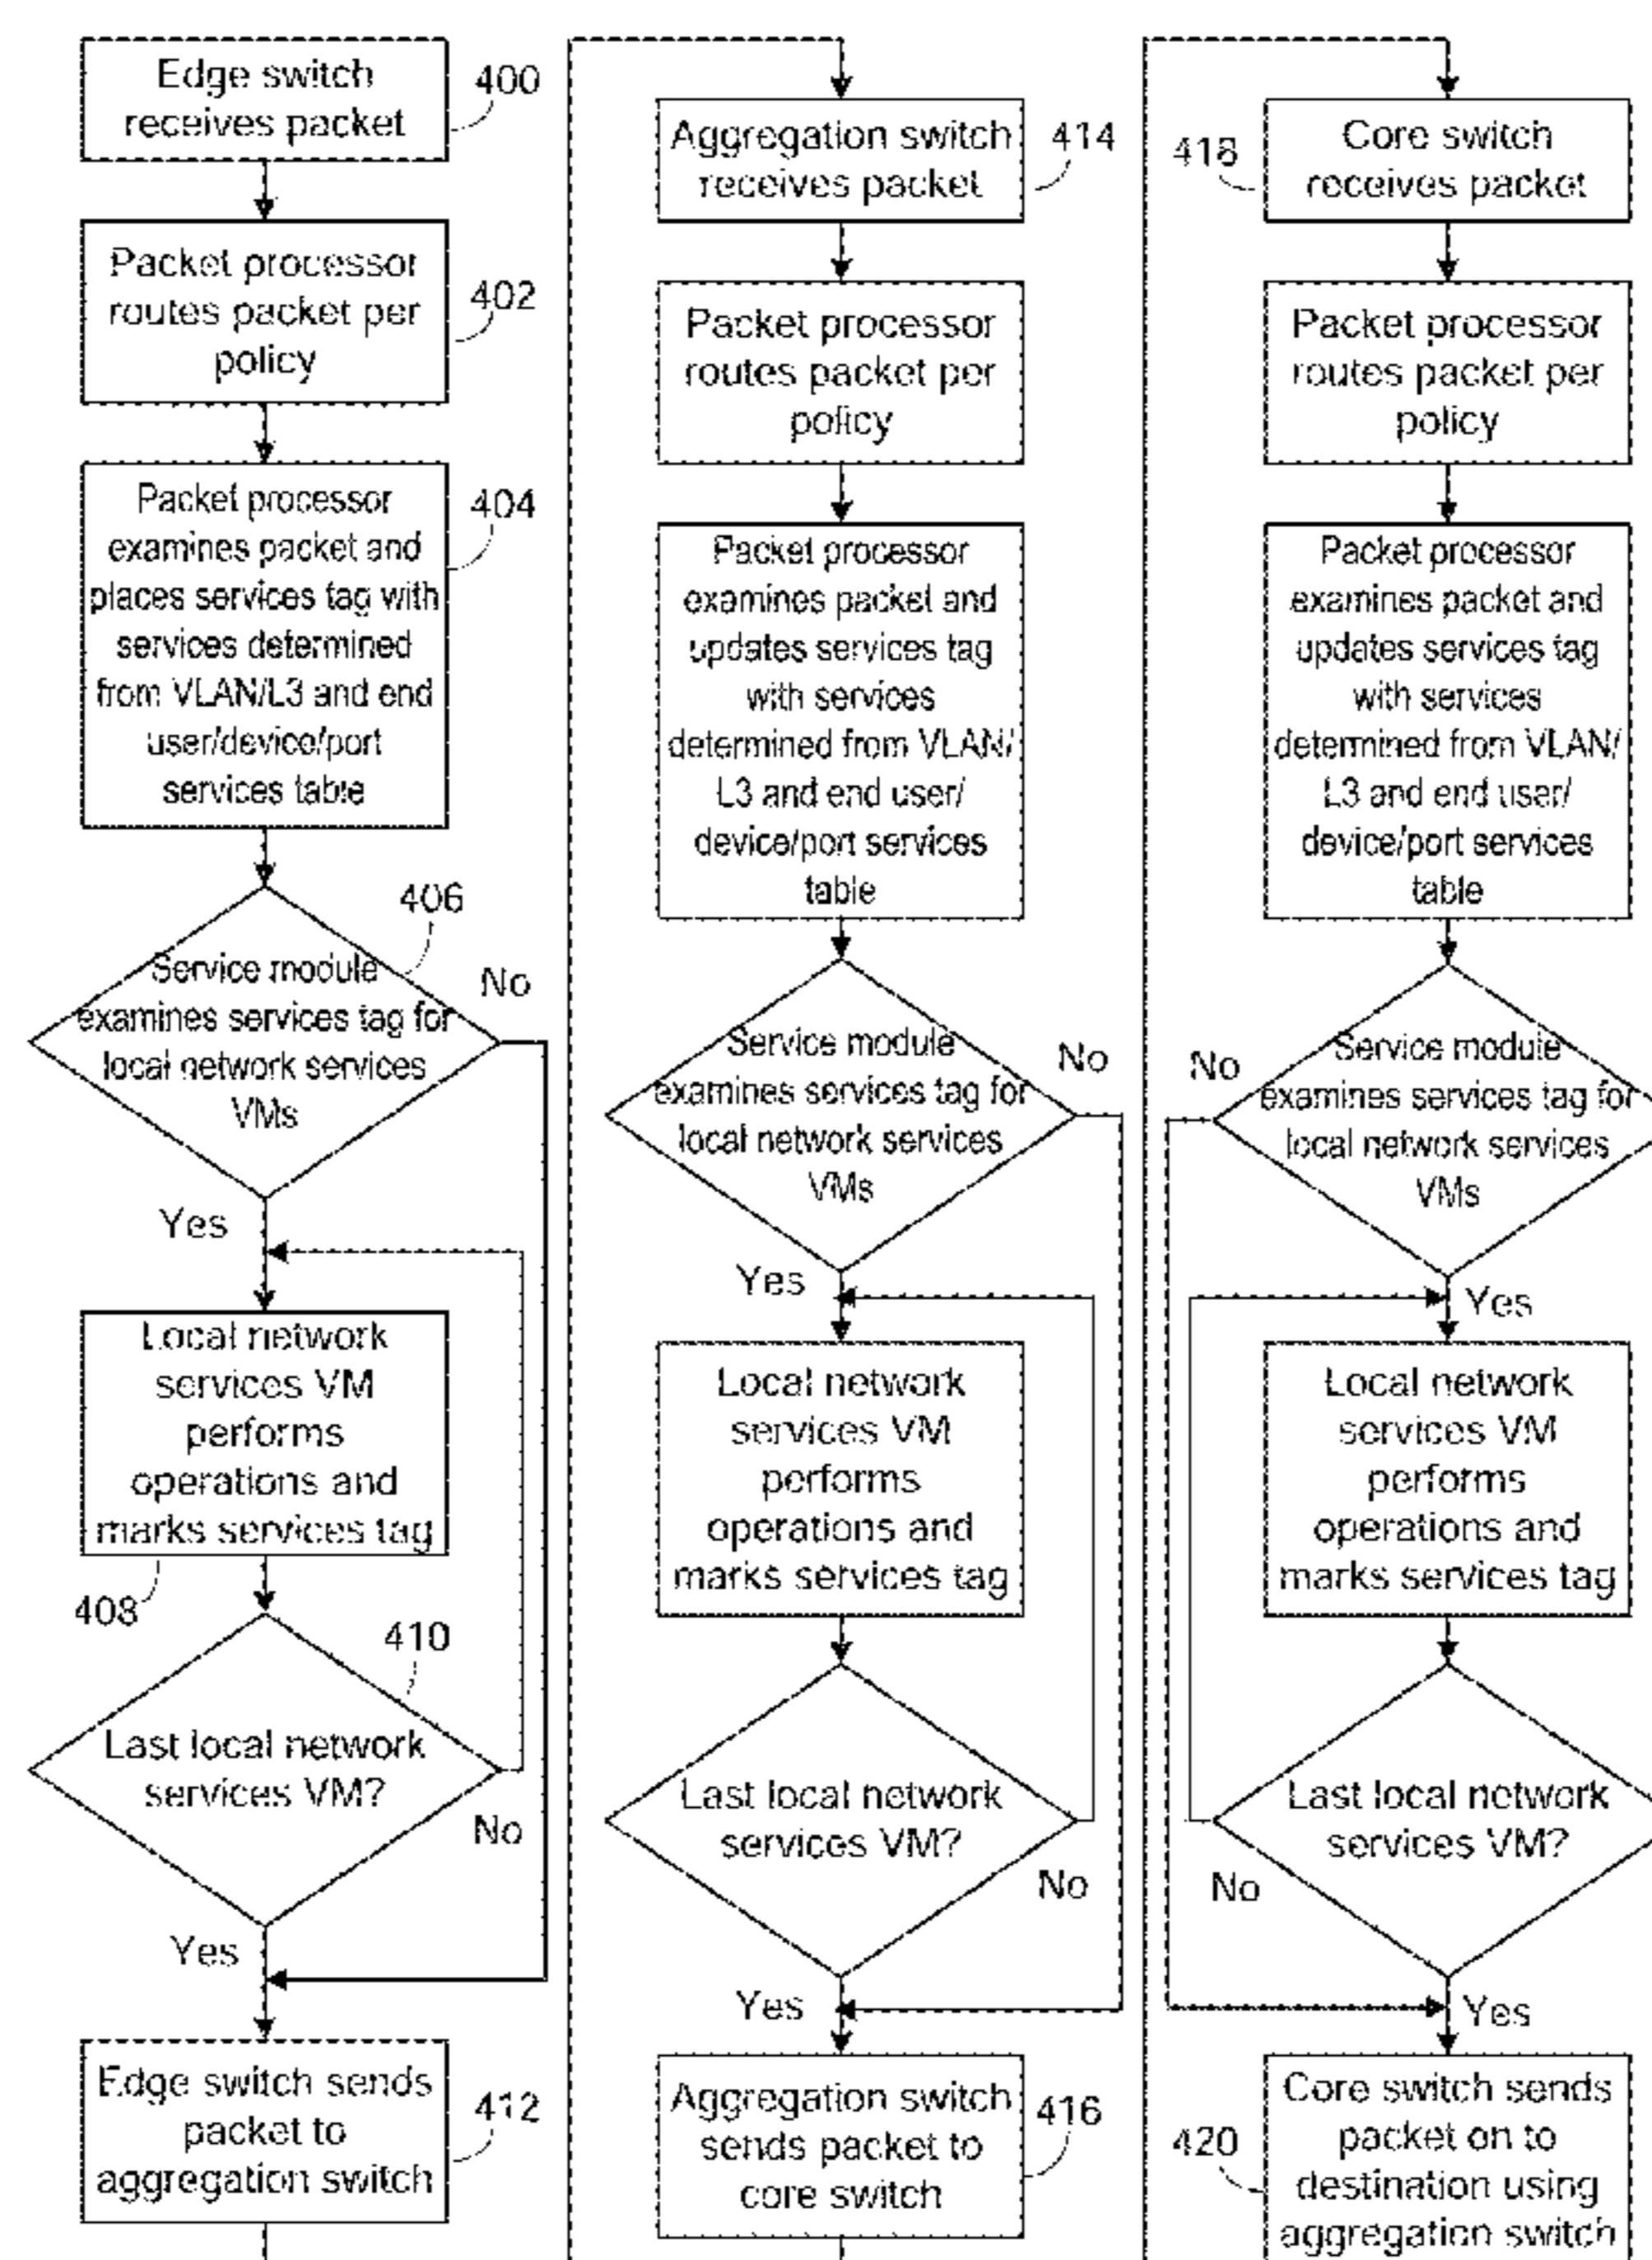 Edge switch
receives packet
400
Packet processor
routes packet per
policy
402
Packet processor
examines packet and
places services tag with
services determined
from VLAN/L3 and end
user/device/port
services table
404
406
Service module
examines services tag for
local network services
VMs
No
Yes
Local network
services VM
performs
operations and
marks services tag
408
410
Last local network
services VM?
No
Yes
Edge switch sends
packet to
aggregation switch
412
Aggregation switch
receives packet
414
Packet processor
routes packet per
policy
Packet processor
examines packet and
updates services tag
with services
determined from VLAN/
L3 and end user/
device/port services
table
Service module
examines services tag for
local network services
VMs
No
Yes
Local network
services VM
performs
operations and
marks services tag
Last local network
services VM?
No
Yes
Aggregation switch
sends packet to
core switch
416
418
Core switch
receives packet
Packet processor
routes packet per
policy
Packet processor
examines packet and
updates services tag
with services
determined from VLAN/
L3 and end user/
device/port services
table
No
Service module
examines services tag for
local network services
VMs
Yes
Local network
services VM
performs
operations and
marks services tag
Last local network
services VM?
No
Yes
420
Core switch sends
packet on to
destination using
aggregation switch